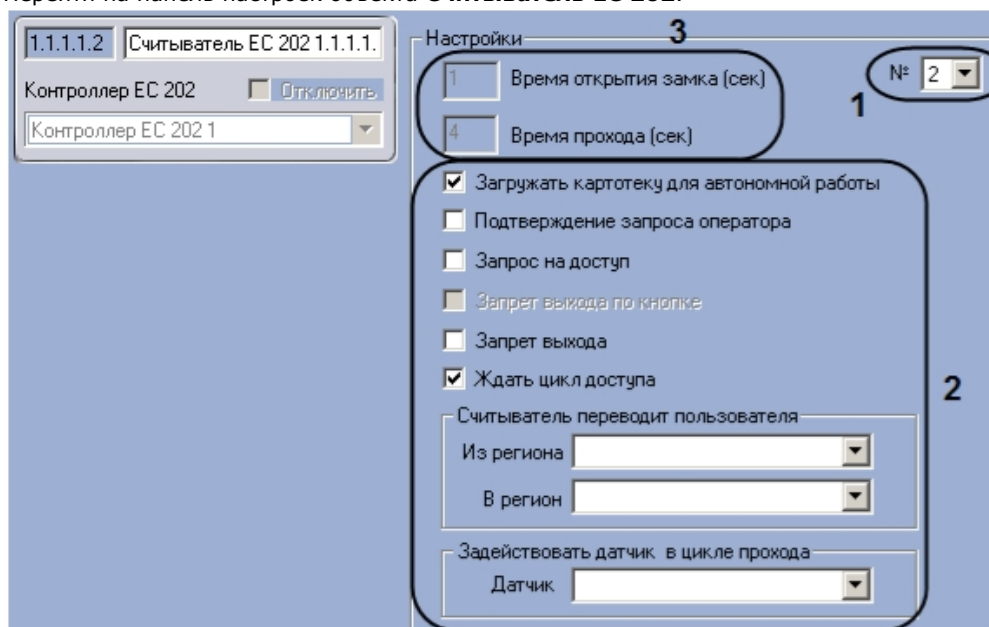 Перейти на панель настроек объекта Считыватель ЕС 202.
1.1.1.1.2 Считыватель ЕС 202 1.1.1.1.
Контроллер ЕС 202 Отключить
Контроллер ЕС 202 1
Настройки 3
1 Время открытия замка (сек)
№ 2
1
4 Время прохода (сек)
Загружать картотеку для автономной работы
Подтверждение запроса оператора
Запрос на доступ
Запрет выхода по кнопке
Запрет выхода
Ждать цикл доступа
2
Считыватель переводит пользователя
Из региона
В регион
Задействовать датчик в цикле прохода
Датчик